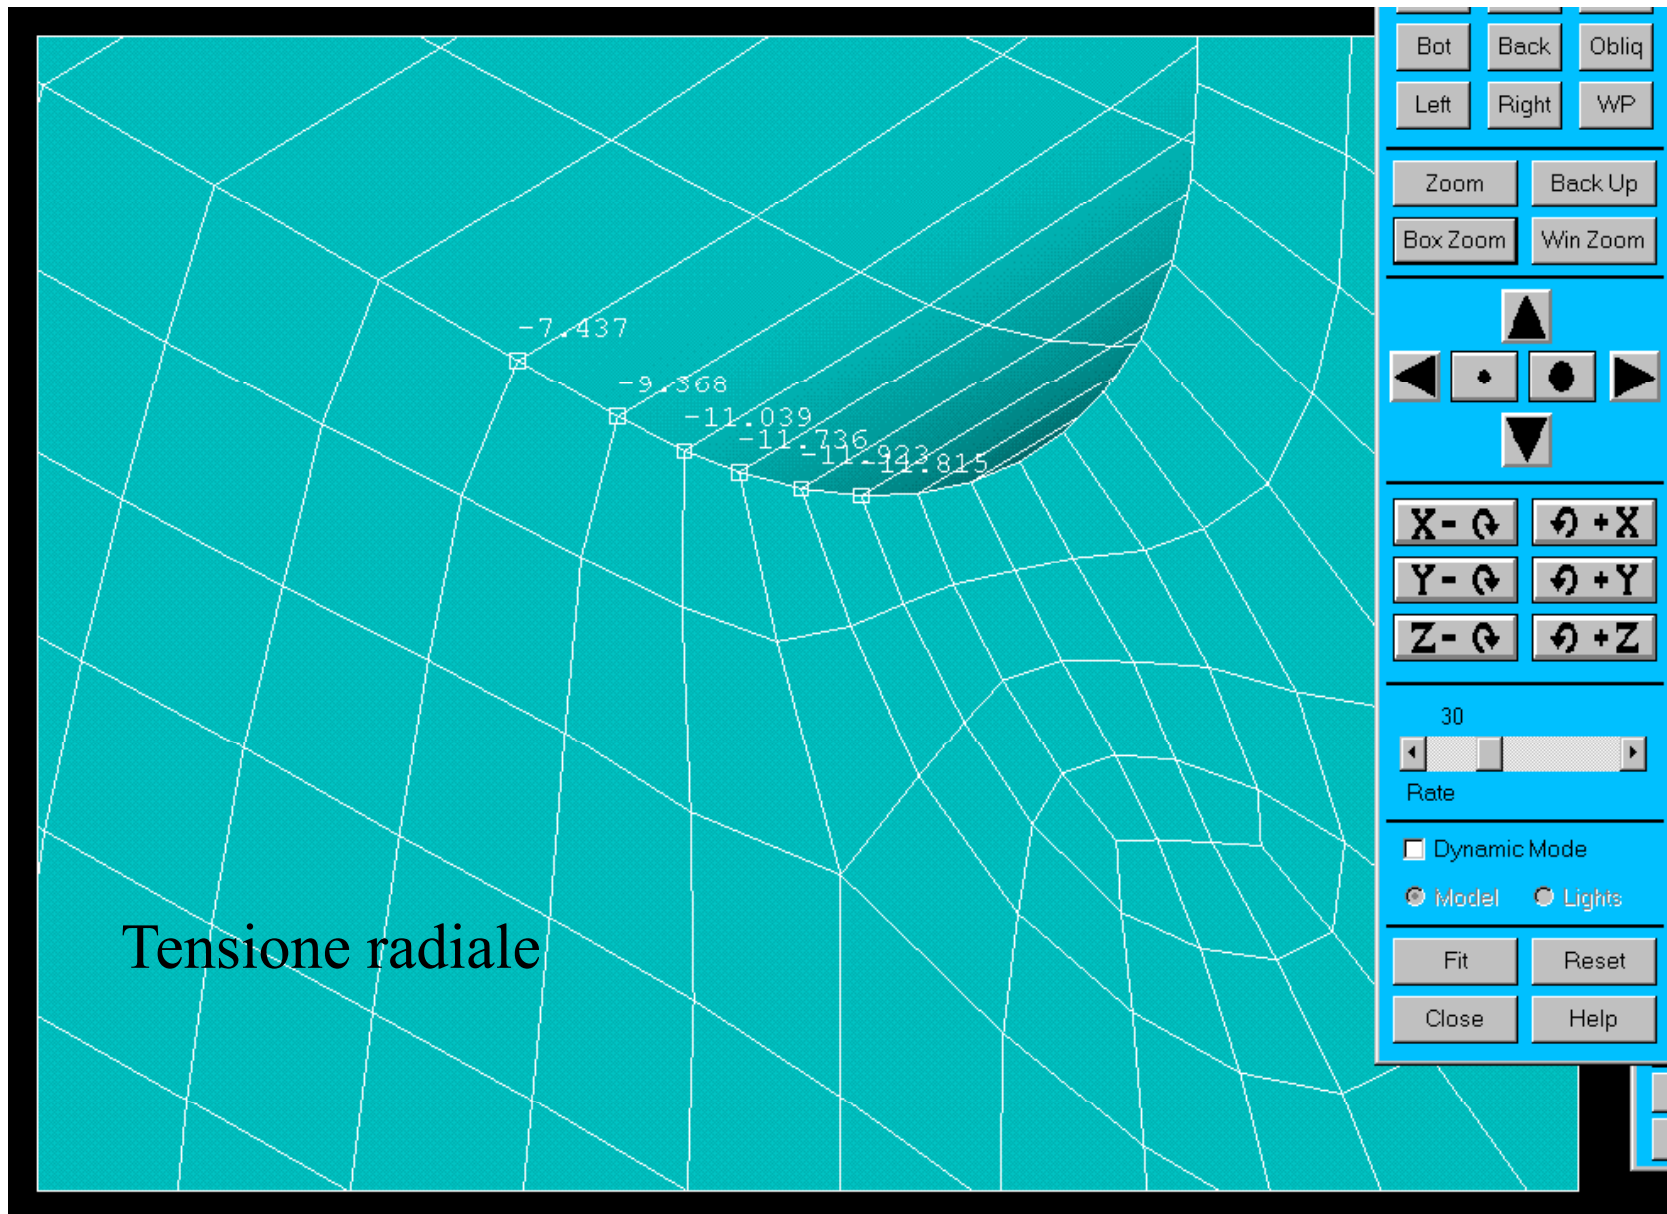 Bot Back Obliq
Left Right WP
Zoom Back Up
Box Zoom Win Zoom
-7.437
-9.368
-11.039
-11.736
-11.815
X- +X
Y- +Y
Z- +Z
30
Rate
Dynamic Mode
Model Lights
Tensione radiale
Fit Reset
Close Help